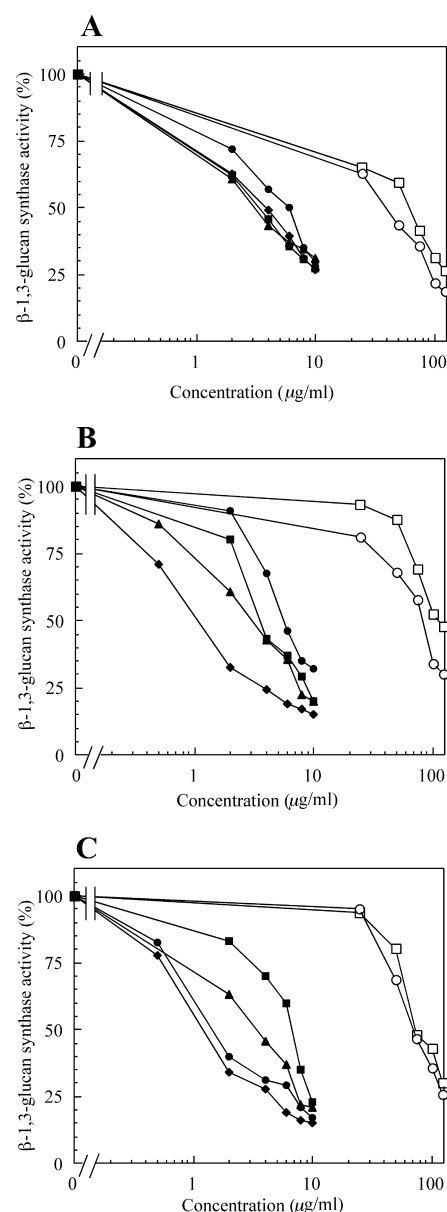 A
β-1,3-glucan synthase activity (%)
100
75
50
25
0
0 1 10 100
Concentration (µg/ml)
B
β-1,3-glucan synthase activity (%)
100
75
50
25
0
0 1 10 100
Concentration (µg/ml)
C
β-1,3-glucan synthase activity (%)
100
75
50
25
0
0 1 10 100
Concentration (µg/ml)